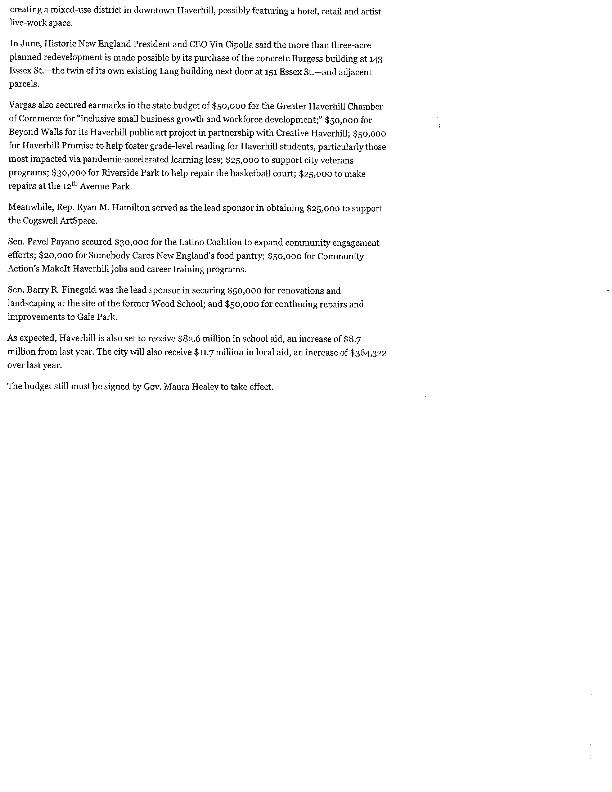 creating a mixed-use district in downtown Haverhill, possibly featuring a hotel, retail and artist
live-work space.
In June, Historic New England President and CEO Vin Cipolla said the more than three-acre
planned redevelopment is made possible by its purchase of the concrete Burgess building at 143
Essex St.—the twin of its own existing Lang building next door at 151 Essex St.—and adjacent
parcels.
Vargas also secured earmarks in the state budget of $50,000 for the Greater Haverhill Chamber
of Commerce for "inclusive small business growth and workforce development;" $50,000 for
Beyond Walls for its Haverhill public art project in partnership with Creative Haverhill; $50,000
for Haverhill Promise to help foster grade-level reading for Haverhill students, particularly those
most impacted via pandemic-accelerated learning loss; $25,000 to support city veterans
programs; $30,000 for Riverside Park to help repair the basketball court; $25,000 to make
repairs at the 12th Avenue Park.
Meanwhile, Rep. Ryan M. Hamilton served as the lead sponsor in obtaining $25,000 to support
the Cogswell ArtSpace.
Sen. Pavel Payano secured $30,000 for the Latino Coalition to expand community engagement
efforts; $20,000 for Somebody Cares New England's food pantry; $50,000 for Community
Action's MakeIt Haverhill jobs and career training programs.
Sen. Barry R. Finegold was the lead sponsor in securing $50,000 for renovations and
landscaping at the site of the former Wood School; and $50,000 for continuing repairs and
improvements to Gale Park.
As expected, Haverhill is also set to receive $82.6 million in school aid, an increase of $8.7
million from last year. The city will also receive $11.7 million in local aid, an increase of $364,322
over last year.
The budget still must be signed by Gov. Maura Healey to take effect.